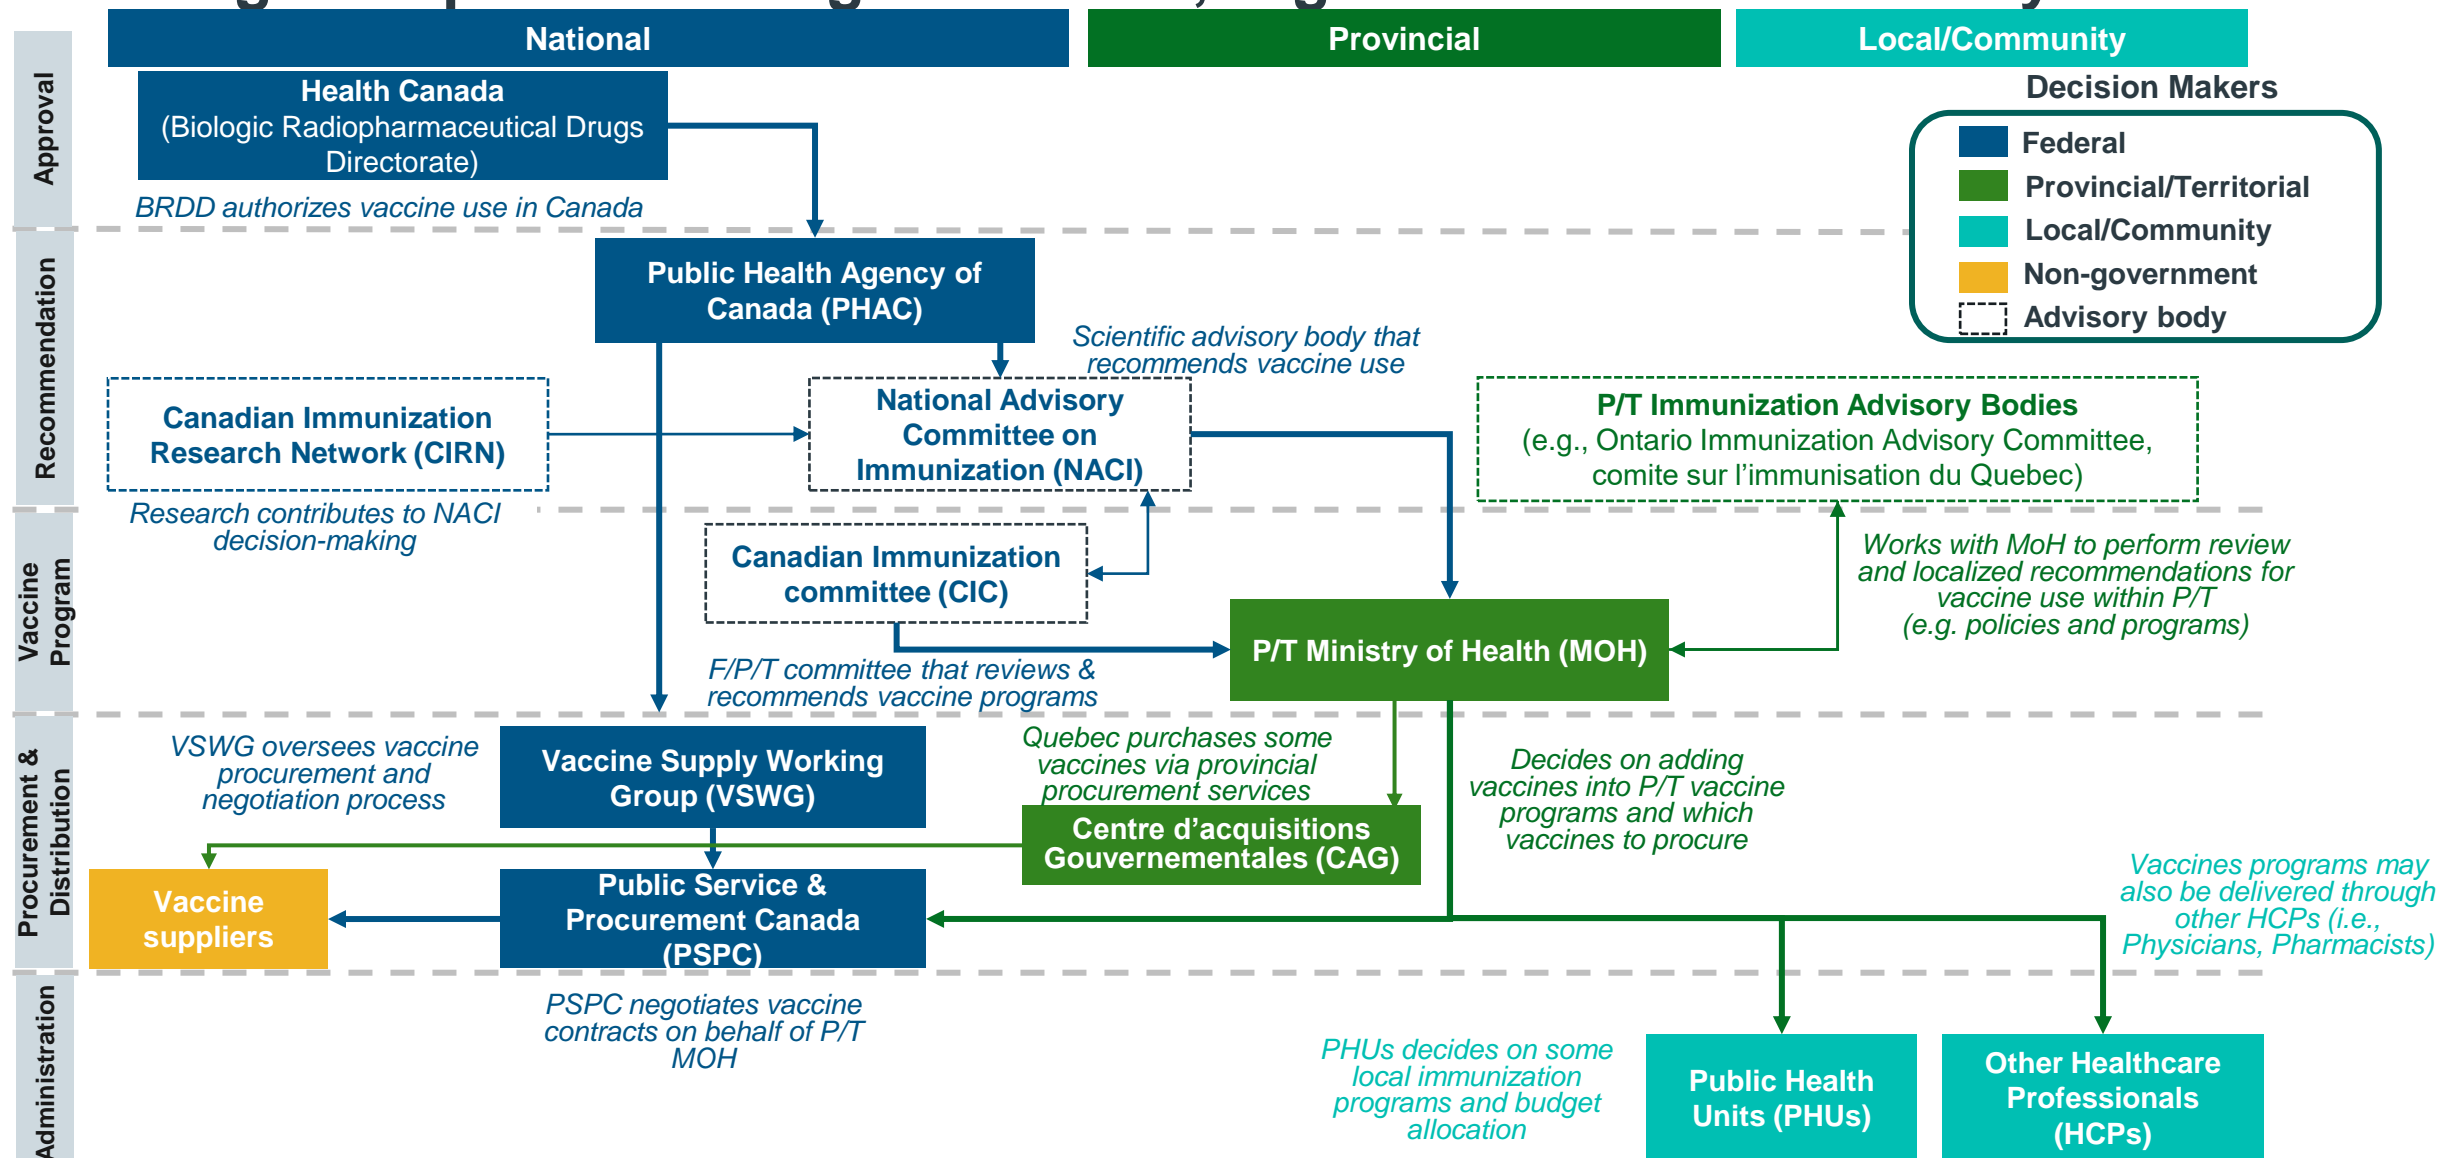 National
Provincial
Local/Community
Approval
Health Canada
(Biologic Radiopharmaceutical Drugs
Directorate)
BRDD authorizes vaccine use in Canada
Decision Makers
Federal
Provincial/Territorial
Local/Community
Non-government
Advisory body
Recommendation
Public Health Agency of
Canada (PHAC)
Scientific advisory body that
recommends vaccine use
Canadian Immunization
Research Network (CIRN)
National Advisory
Committee on
Immunization (NACI)
P/T Immunization Advisory Bodies
(e.g., Ontario Immunization Advisory Committee,
comite sur l’immunisation du Quebec)
Research contributes to NACI
decision-making
Vaccine
Program
Canadian Immunization
committee (CIC)
Works with MoH to perform review
and localized recommendations for
vaccine use within P/T
(e.g. policies and programs)
P/T Ministry of Health (MOH)
F/P/T committee that reviews &
recommends vaccine programs
Procurement &
Distribution
VSWG oversees vaccine
procurement and
negotiation process
Vaccine Supply Working
Group (VSWG)
Quebec purchases some
vaccines via provincial
procurement services
Decides on adding
vaccines into P/T vaccine
programs and which
vaccines to procure
Centre d’acquisitions
Gouvernementales (CAG)
Vaccine
suppliers
Public Service &
Procurement Canada
(PSPC)
Vaccines programs may
also be delivered through
other HCPs (i.e.,
Physicians, Pharmacists)
Administration
PSPC negotiates vaccine
contracts on behalf of P/T
MOH
PHUs decides on some
local immunization
programs and budget
allocation
Public Health
Units (PHUs)
Other Healthcare
Professionals
(HCPs)